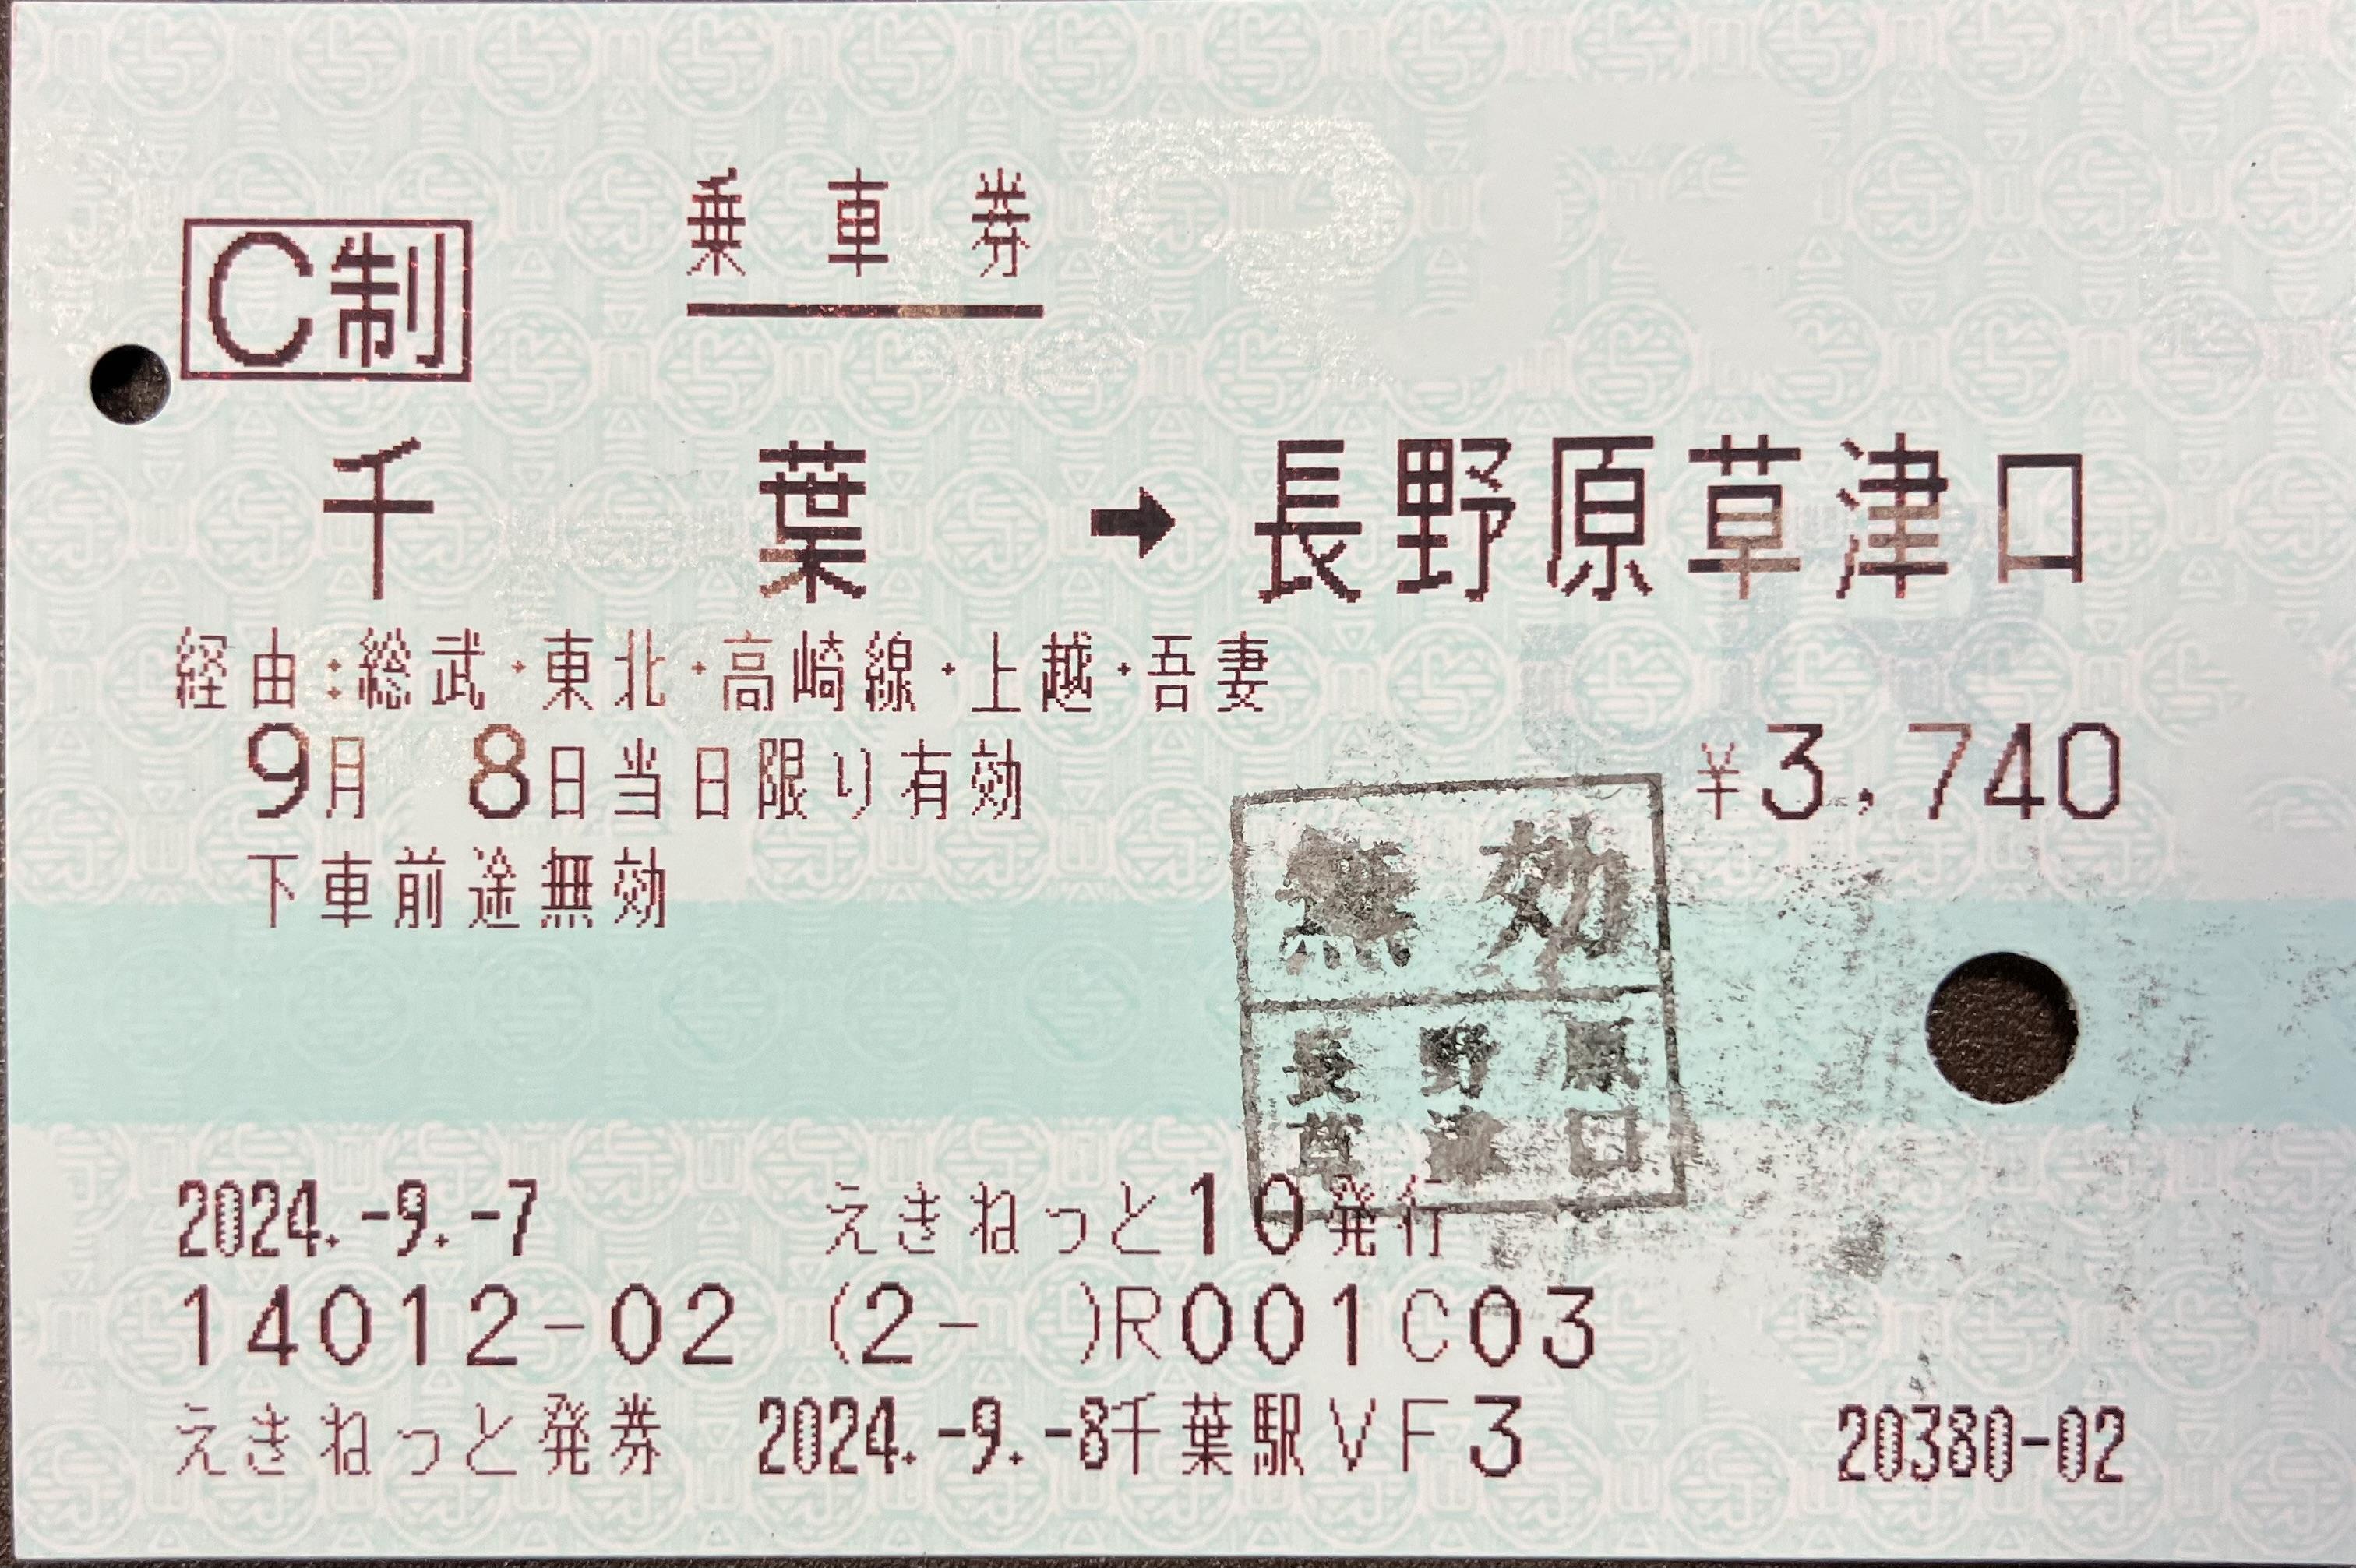 乗車券
C制
千葉→長野原草津口
経由:総武・東北・高崎線・上越・吾妻
9月 8日当日限り有効
¥3,740
下車前途無効
無効
長野原
草津口
2024.-9.-7 えきねっと10発行
14012-02 (2- )R001C03
えきねっと発券 2024.-9.-8千葉駅VF3 20380-02